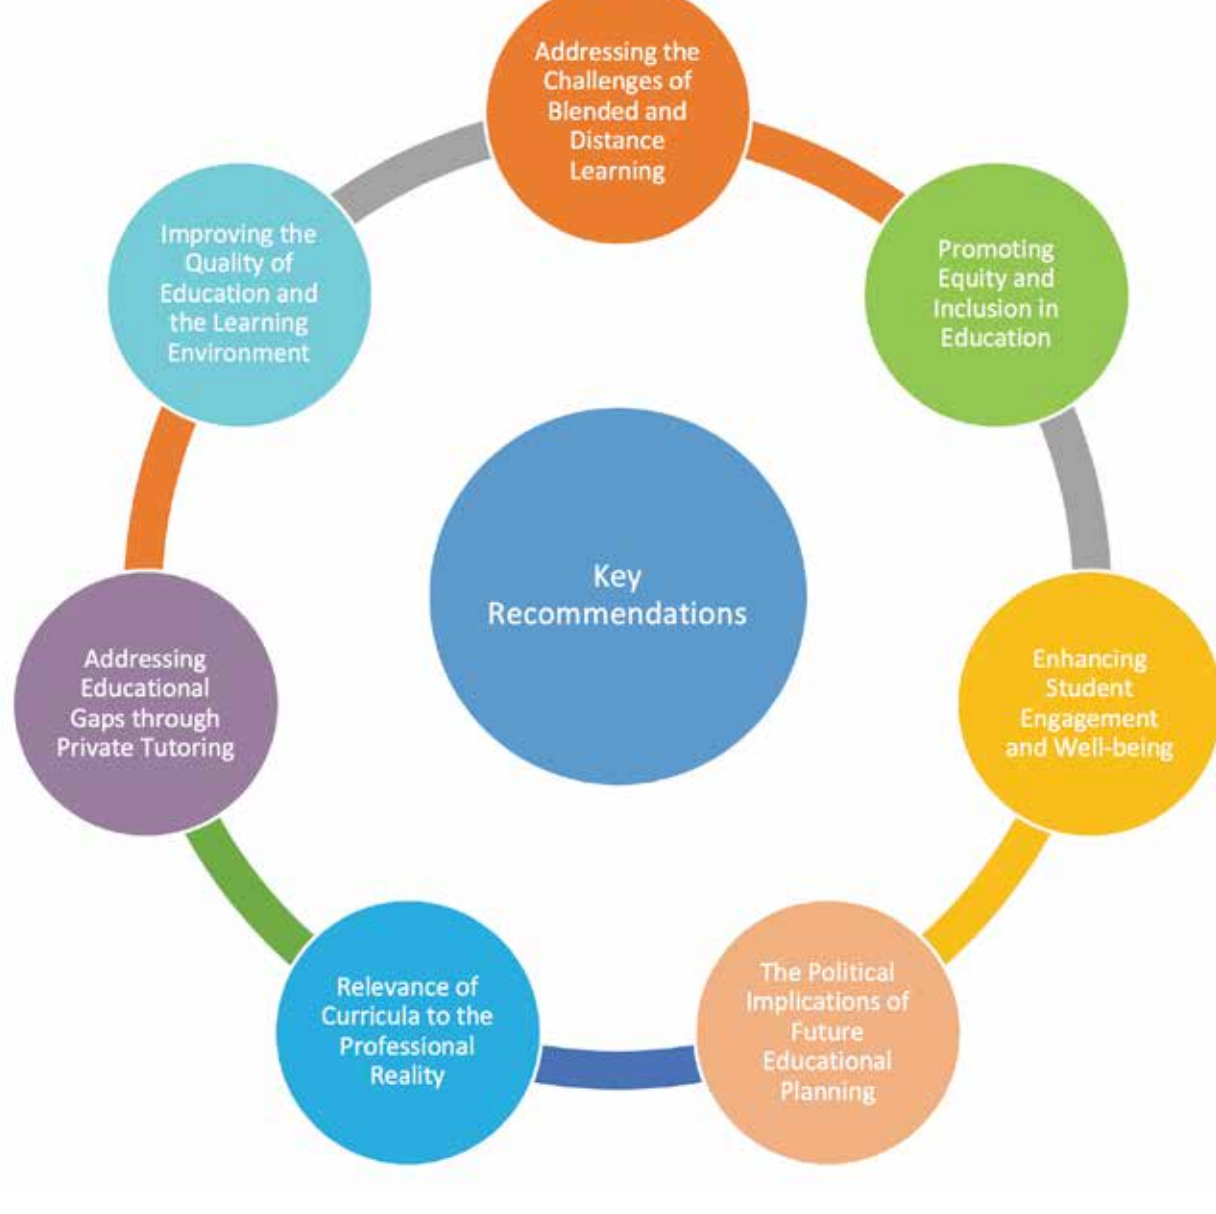 Addressing the
Challenges of
Blended and
Distance
Learning
Promoting
Equity and
Inclusion in
Education
Enhancing
Student
Engagement
and Well-being
The Political
Implications of
Future
Educational
Planning
Relevance of
Curricula to the
Professional
Reality
Addressing
Educational
Gaps through
Private Tutoring
Improving the
Quality of
Education and
the Learning
Environment
Key
Recommendations